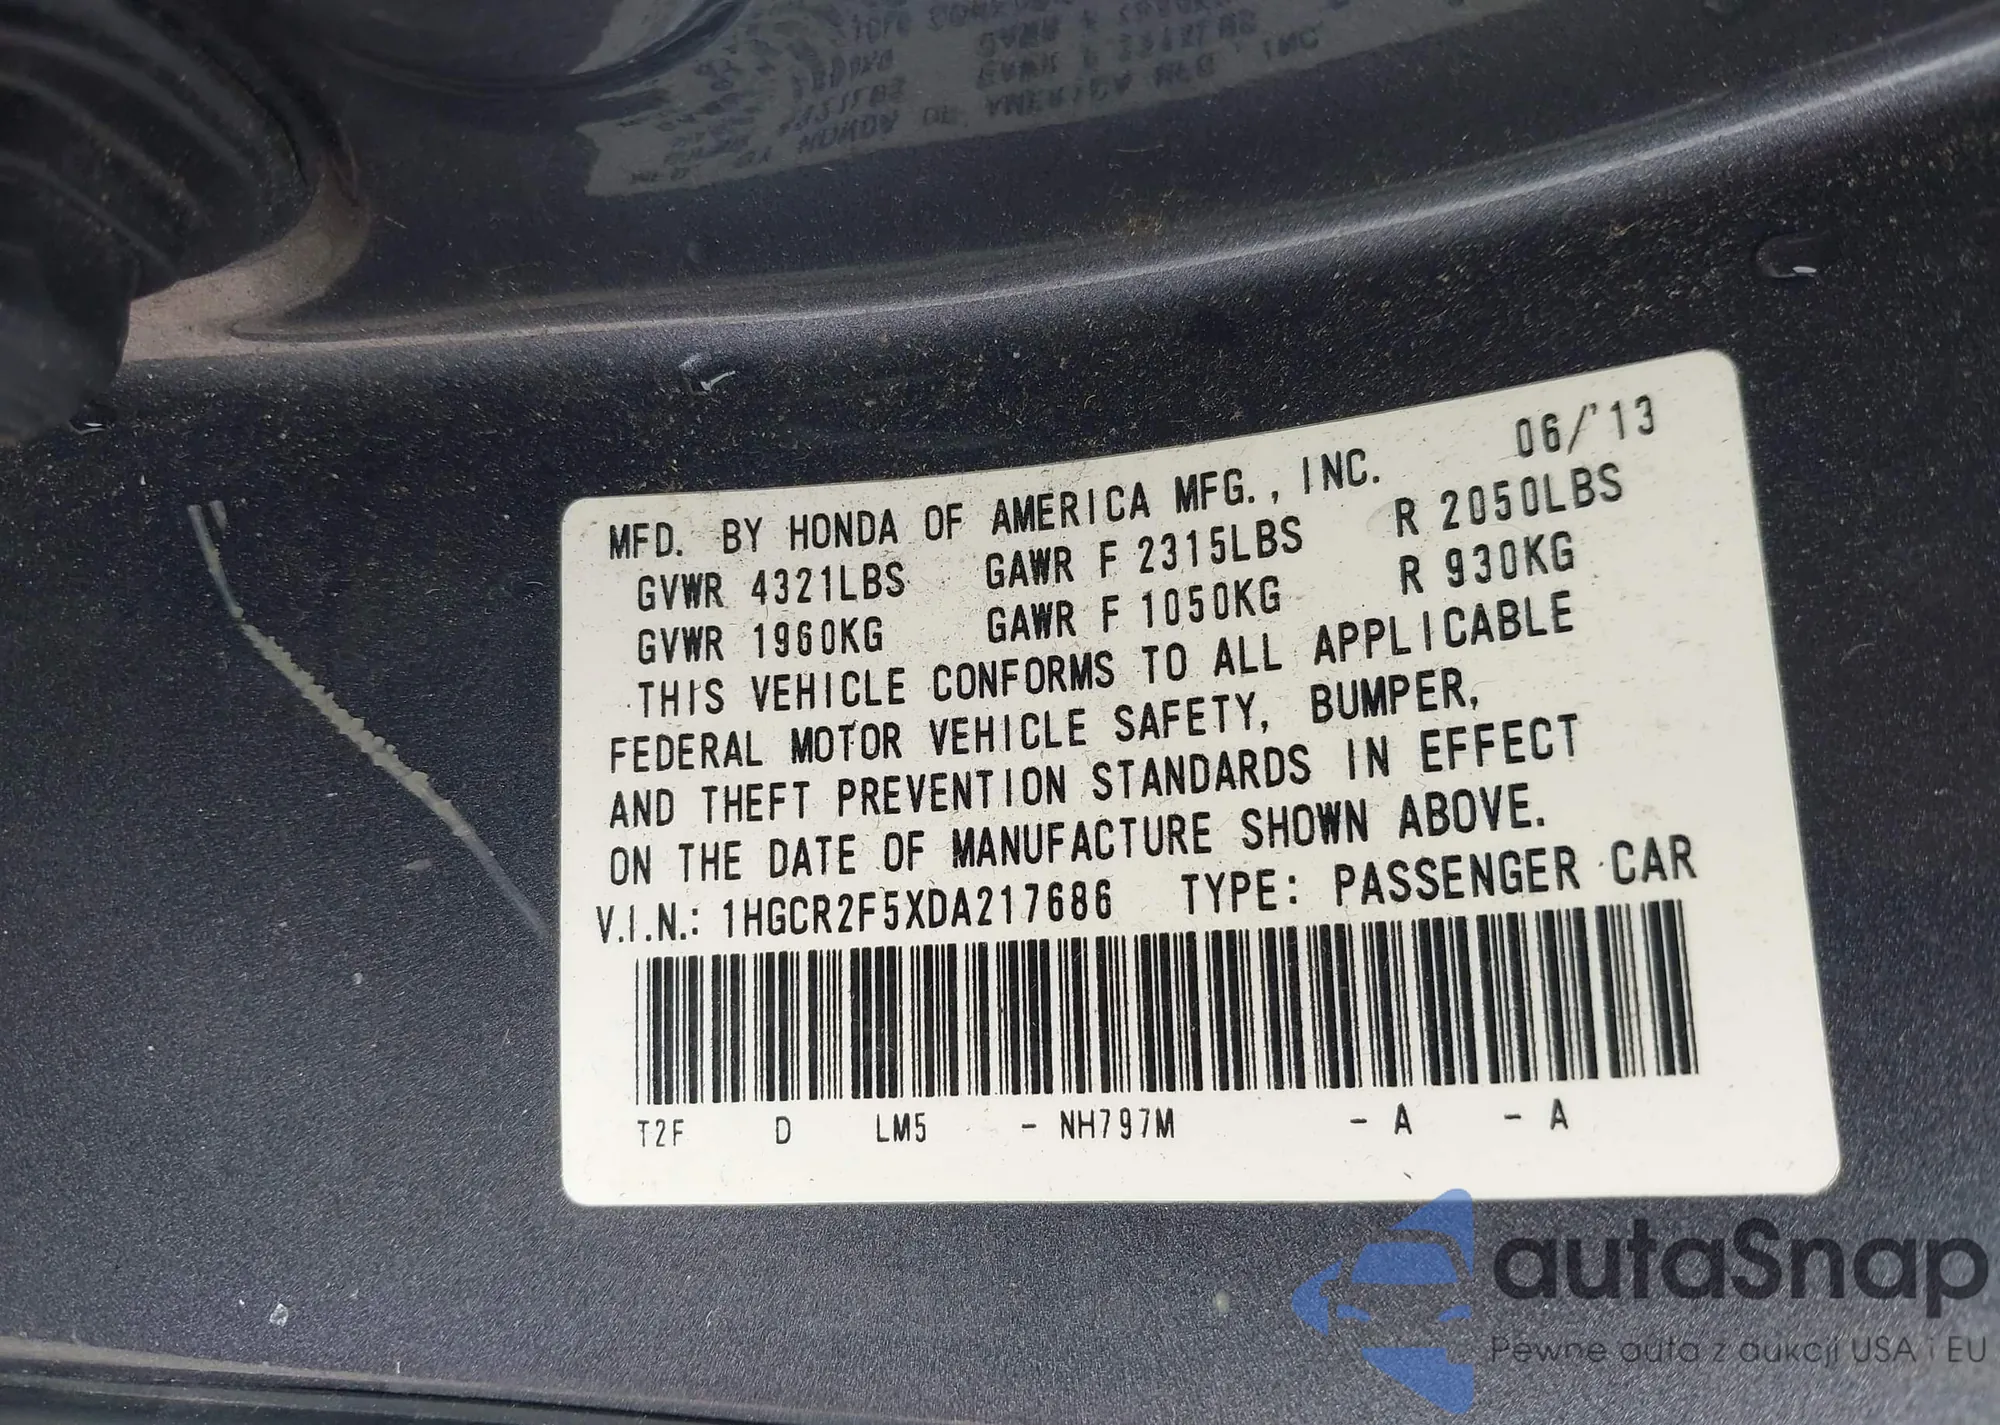 06/'13
MFD. BY HONDA OF AMERICA MFG., INC.
GVWR 4321LBS GAWR F 2315LBS R 2050LBS
GVWR 1960KG GAWR F 1050KG R 930KG
THIS VEHICLE CONFORMS TO ALL APPLICABLE
FEDERAL MOTOR VEHICLE SAFETY, BUMPER,
AND THEFT PREVENTION STANDARDS IN EFFECT
ON THE DATE OF MANUFACTURE SHOWN ABOVE.
V.I.N.: 1HGCR2F5XDA217686 TYPE: PASSENGER CAR
T2F D LM5 - NH797M - A - A
autaSnap
Pewne auta z aukcji USA i EU